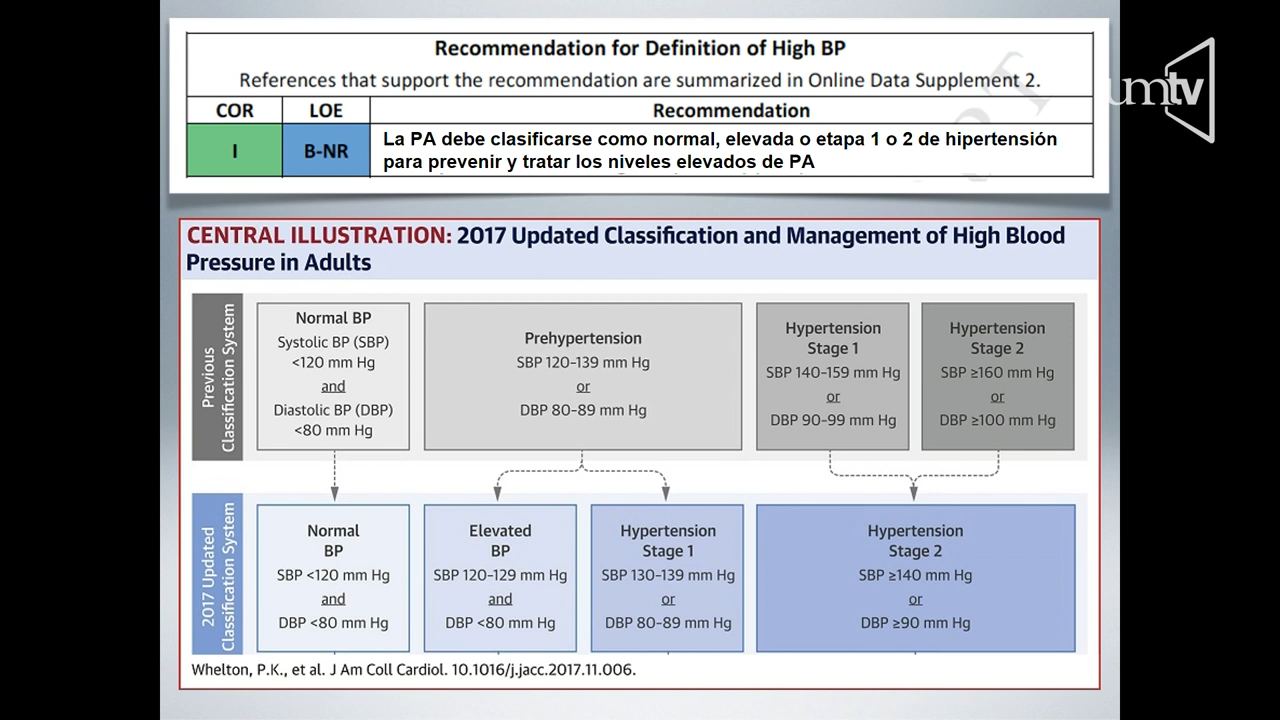 Recommendation for Definition of High BP
References that support the recommendation are summarized in Online Data Supplement 2.
COR LOE Recommendation
I B-NR La PA debe clasificarse como normal, elevada o etapa 1 o 2 de hipertensión
para prevenir y tratar los niveles elevados de PA
umtv
CENTRAL ILLUSTRATION: 2017 Updated Classification and Management of High Blood
Pressure in Adults
Previous
Classification System
Normal BP
Systolic BP (SBP)
<120 mm Hg
and
Diastolic BP (DBP)
<80 mm Hg
Prehypertension
SBP 120-139 mm Hg
or
DBP 80-89 mm Hg
Hypertension
Stage 1
SBP 140-159 mm Hg
or
DBP 90-99 mm Hg
Hypertension
Stage 2
SBP ≥160 mm Hg
or
DBP ≥100 mm Hg
2017 Updated
Classification System
Normal
BP
SBP <120 mm Hg
and
DBP <80 mm Hg
Elevated
BP
SBP 120-129 mm Hg
and
DBP <80 mm Hg
Hypertension
Stage 1
SBP 130-139 mm Hg
or
DBP 80-89 mm Hg
Hypertension
Stage 2
SBP ≥140 mm Hg
or
DBP ≥90 mm Hg
Whelton, P.K., et al. J Am Coll Cardiol. 10.1016/j.jacc.2017.11.006.